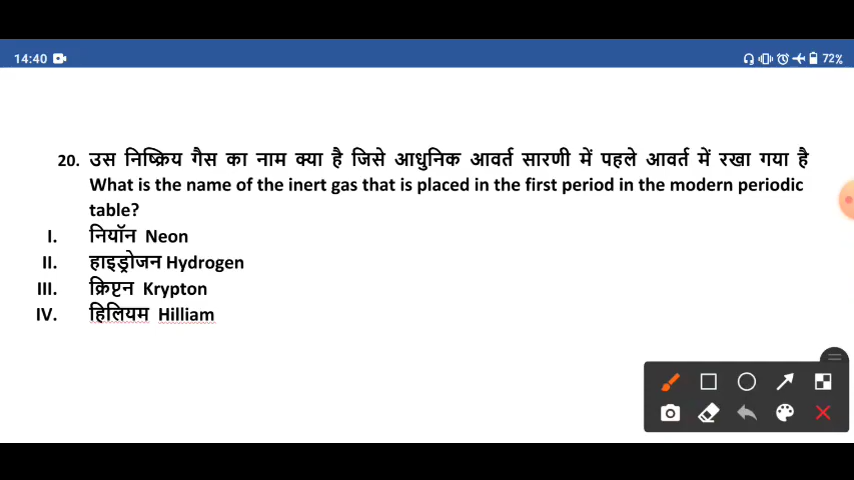 14:40
72%
20. उस निष्क्रिय गैस का नाम क्या है जिसे आधुनिक आवर्त सारणी में पहले आवर्त में रखा गया है
What is the name of the inert gas that is placed in the first period in the modern periodic
table?
I. नियॉन Neon
II. हाइड्रोजन Hydrogen
III. क्रिप्टन Krypton
IV. हिलियम Hilliam